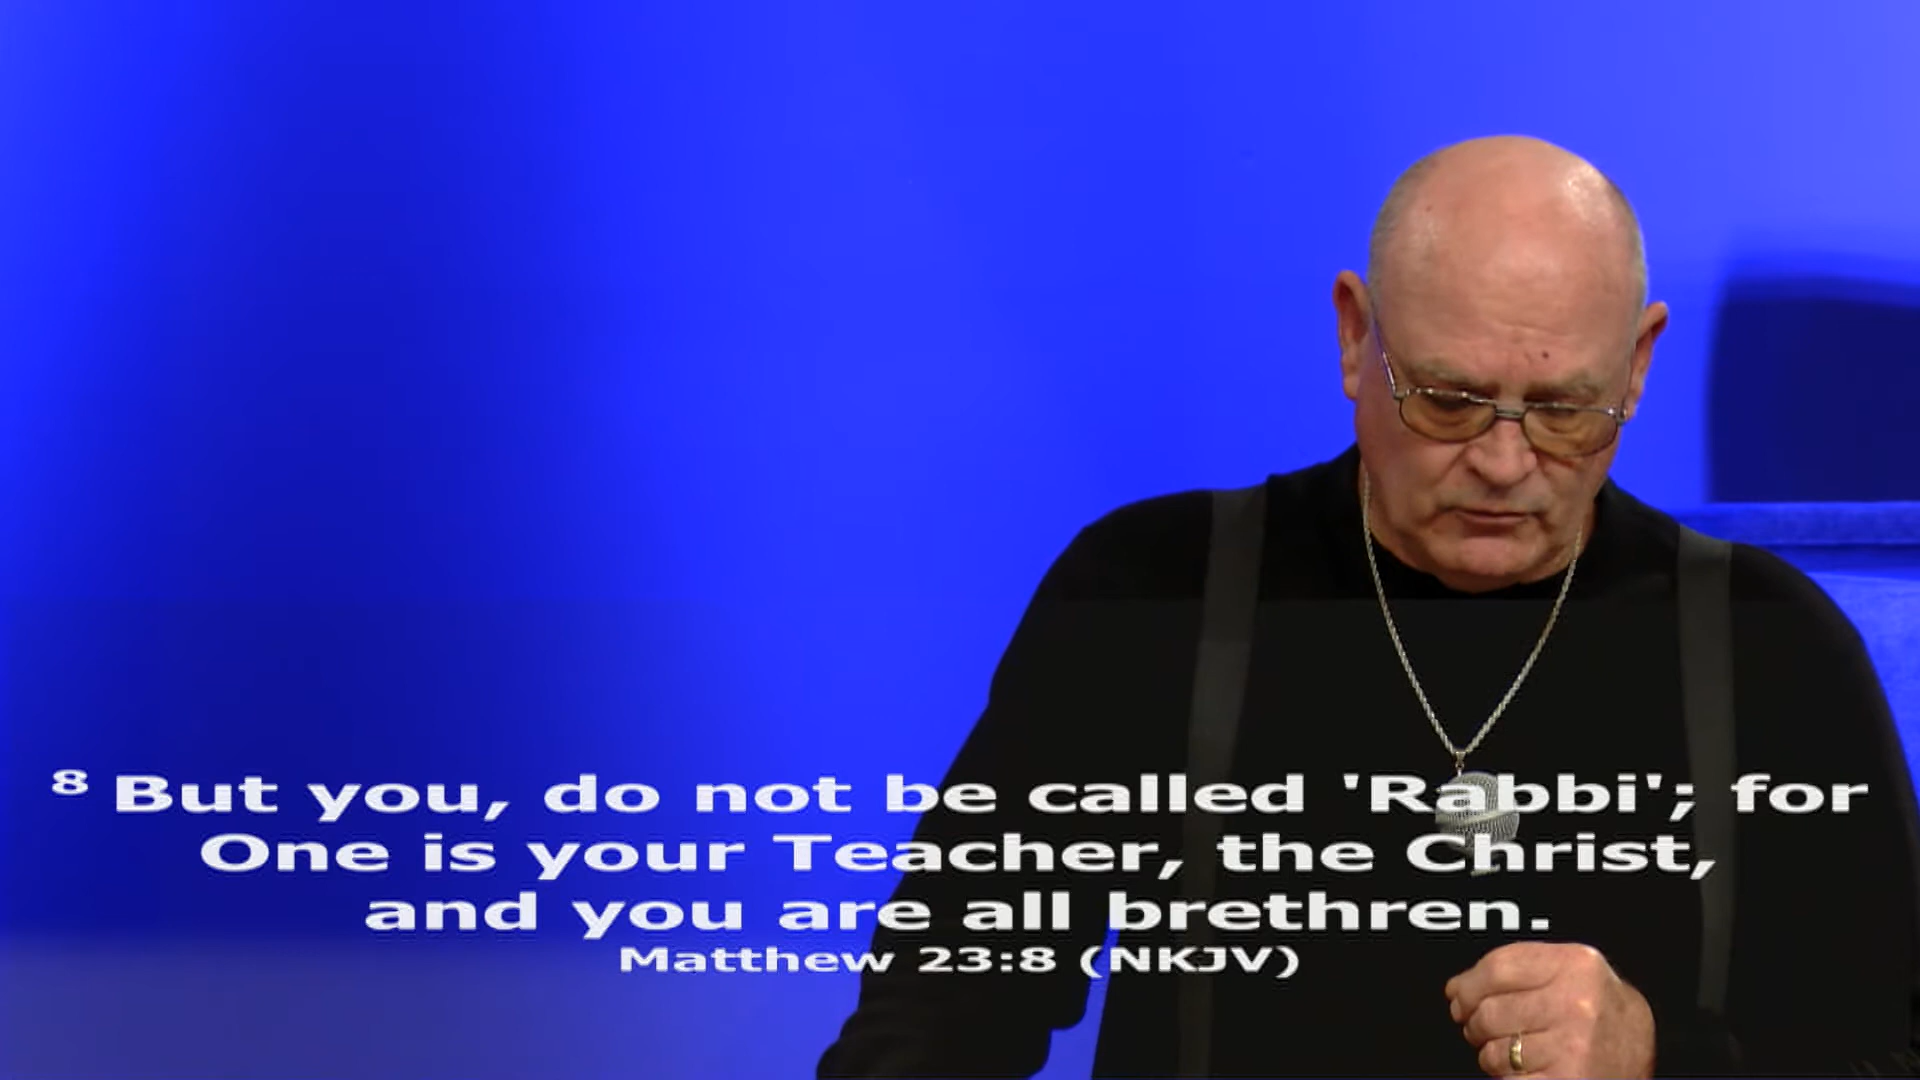 8 But you, do not be called 'Rabbi'; for
One is your Teacher, the Christ,
and you are all brethren.
Matthew 23:8 (NKJV)